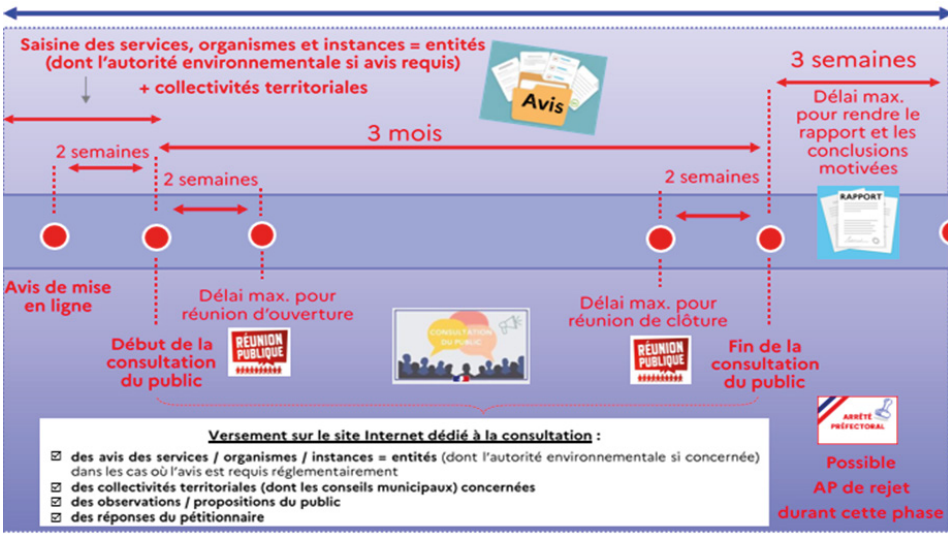 Saisine des services, organismes et instances = entités
(dont l'autorité environnementale si avis requis)
+ collectivités territoriales
Avis
3 semaines
Délai max.
pour rendre le
rapport et les
conclusions
motivées
3 mois
2 semaines
2 semaines
2 semaines
RAPPORT
Avis de mise
en ligne
Délai max. pour
réunion d'ouverture
Délai max. pour
réunion de clôture
Début de la
consultation
du public
RÉUNION
PUBLIQUE
CONSULTATION
DU PUBLIC
RÉUNION
PUBLIQUE
Fin de la
consultation
du public
Versement sur le site Internet dédié à la consultation :
des avis des services / organismes / instances = entités (dont l'autorité environnementale si concernée)
dans les cas où l'avis est requis réglementairement
des collectivités territoriales (dont les conseils municipaux) concernées
des observations / propositions du public
des réponses du pétitionnaire
ARRÊTÉ
PRÉFECTORAL
Possible
AP de rejet
durant cette phase